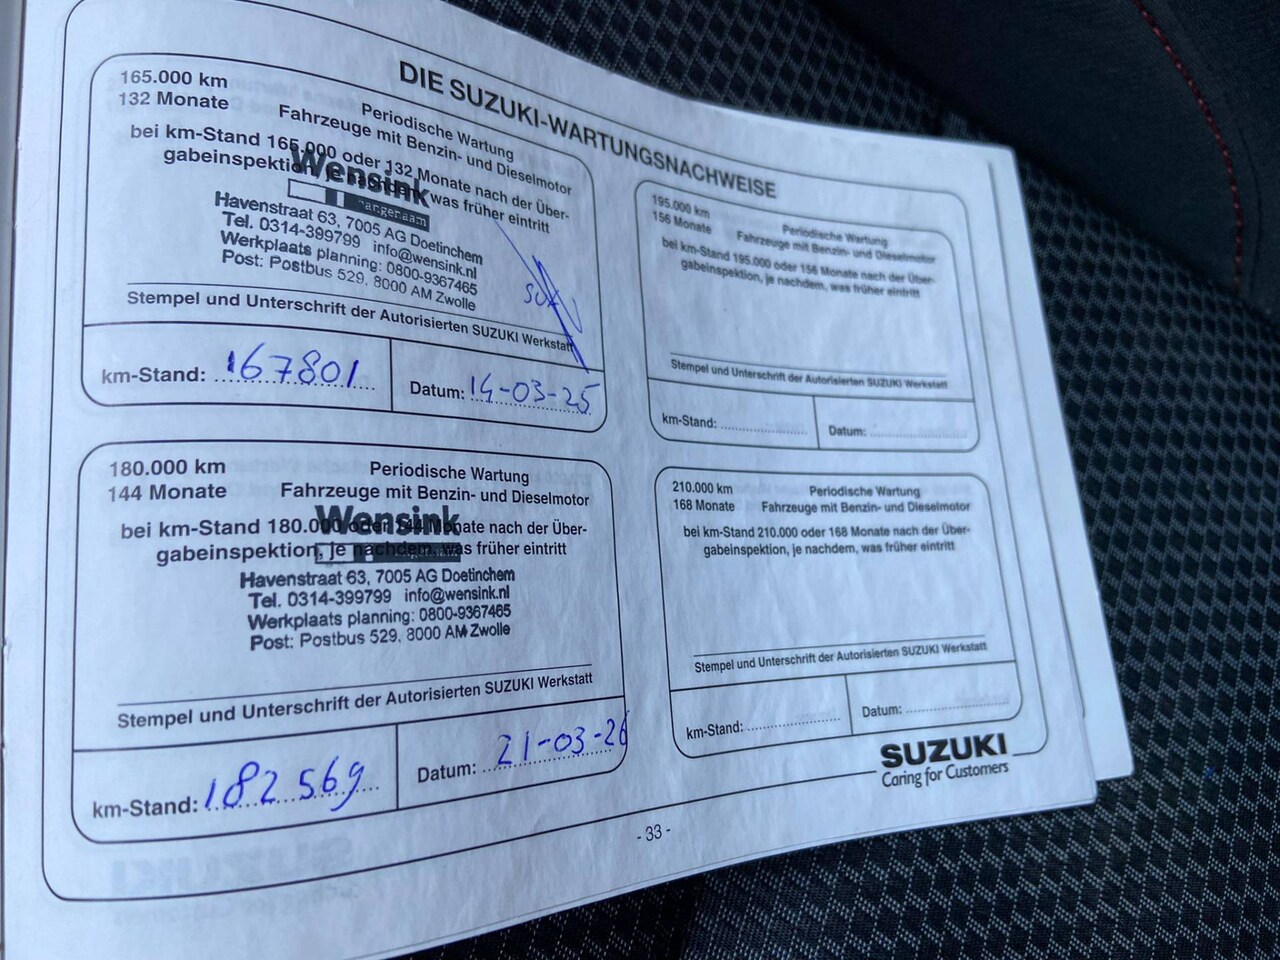 DIE SUZUKI-WARTUNGSNACHWEISE
165.000 km
132 Monate
Periodische Wartung
Fahrzeuge mit Benzin- und Dieselmotor
bei km-Stand 165.000 oder 132 Monate nach der Über-
gabeinspektion, je nachdem, was früher eintritt
Wensink
aangenaam
Havenstraat 63, 7005 AG Doetinchem
Tel. 0314-399799 info@wensink.nl
Werkplaats planning: 0800-9367465
Post: Postbus 529, 8000 AM Zwolle
Stempel und Unterschrift der Autorisierten SUZUKI Werkstatt
km-Stand: 167801
Datum: 14-03-25
180.000 km
144 Monate
Periodische Wartung
Fahrzeuge mit Benzin- und Dieselmotor
bei km-Stand 180.000 oder 144 Monate nach der Über-
gabeinspektion, je nachdem, was früher eintritt
Wensink
Havenstraat 63, 7005 AG Doetinchem
Tel. 0314-399799 info@wensink.nl
Werkplaats planning: 0800-9367465
Post: Postbus 529, 8000 AM Zwolle
Stempel und Unterschrift der Autorisierten SUZUKI Werkstatt
km-Stand: 182569
Datum: 21-03-26
195.000 km
156 Monate
Periodische Wartung
Fahrzeuge mit Benzin- und Dieselmotor
bei km-Stand 195.000 oder 156 Monate nach der Über-
gabeinspektion, je nachdem, was früher eintritt
Stempel und Unterschrift der Autorisierten SUZUKI Werkstatt
km-Stand:
Datum:
210.000 km
168 Monate
Periodische Wartung
Fahrzeuge mit Benzin- und Dieselmotor
bei km-Stand 210.000 oder 168 Monate nach der Über-
gabeinspektion, je nachdem, was früher eintritt
Stempel und Unterschrift der Autorisierten SUZUKI Werkstatt
km-Stand:
Datum:
SUZUKI
Caring for Customers
- 33 -